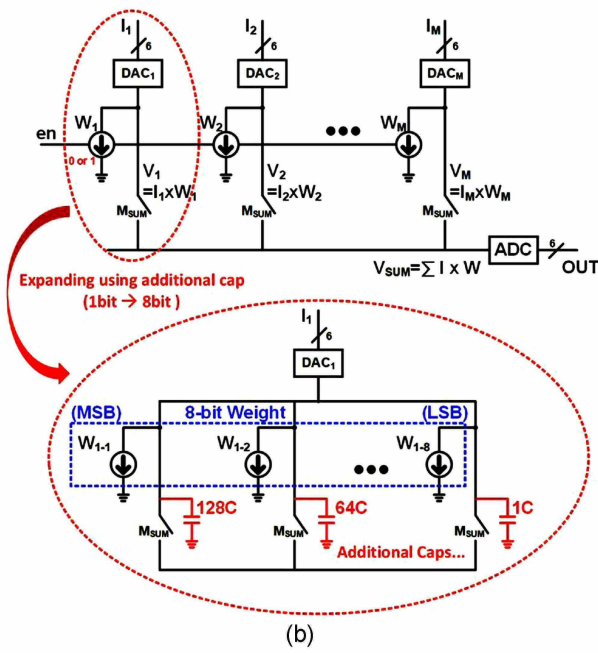 I1 I2 IM
6 6 6
DAC1 DAC2 DACM
W1 W2 WM
en
0 or 1
V1 V2 VM
=I1xW1 =I2xW2 =IMxWM
MSUM MSUM MSUM
ADC 6
VSUM=∑ I x W OUT
Expanding using additional cap
(1bit → 8bit )
I1
6
DAC1
(MSB) 8-bit Weight (LSB)
W1-1 W1-2 W1-8
128C 64C 1C
MSUM MSUM MSUM
Additional Caps...
(b)